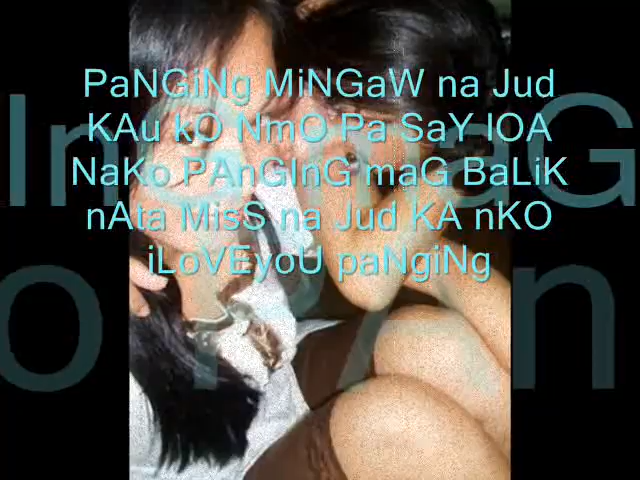 PaNGiNg MiNGaW na Jud
KAu kO NmO Pa SaY lOA
NaKo PAnGInG maG BaLiK
nAta MisS na Jud KA nKO
iLoVEyoU paNgiNg